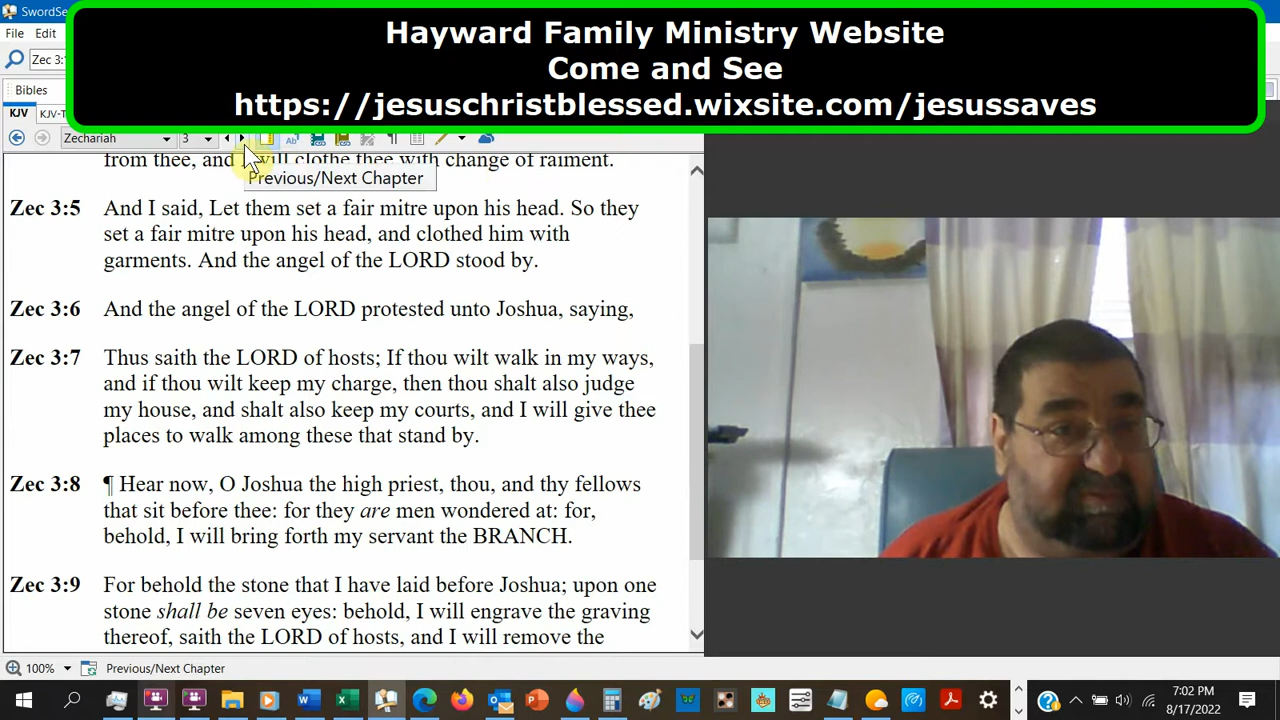 SwordSe
Hayward Family Ministry Website
Come and See
https://jesuschristblessed.wixsite.com/jesussaves
File Edit
Zec 3:
Bibles
KJV KJV-T
Zechariah 3
from thee, and I will clothe thee with change of raiment.
Previous/Next Chapter
Zec 3:5 And I said, Let them set a fair mitre upon his head. So they
set a fair mitre upon his head, and clothed him with
garments. And the angel of the LORD stood by.
Zec 3:6 And the angel of the LORD protested unto Joshua, saying,
Zec 3:7 Thus saith the LORD of hosts; If thou wilt walk in my ways,
and if thou wilt keep my charge, then thou shalt also judge
my house, and shalt also keep my courts, and I will give thee
places to walk among these that stand by.
Zec 3:8 ¶ Hear now, O Joshua the high priest, thou, and thy fellows
that sit before thee: for they are men wondered at: for,
behold, I will bring forth my servant the BRANCH.
Zec 3:9 For behold the stone that I have laid before Joshua; upon one
stone shall be seven eyes: behold, I will engrave the graving
thereof, saith the LORD of hosts, and I will remove the
100% Previous/Next Chapter
7:02 PM
8/17/2022